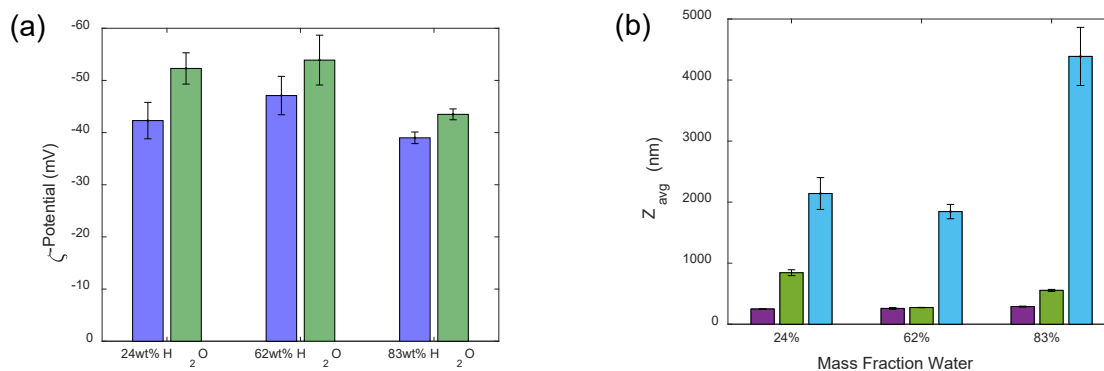 (a)
-60
-50
-40
-30
-20
-10
0
ζ-Potential (mV)
24wt% H2O
62wt% H2O
83wt% H2O
(b)
5000
4000
3000
2000
1000
0
Zavg (nm)
24%
62%
83%
Mass Fraction Water